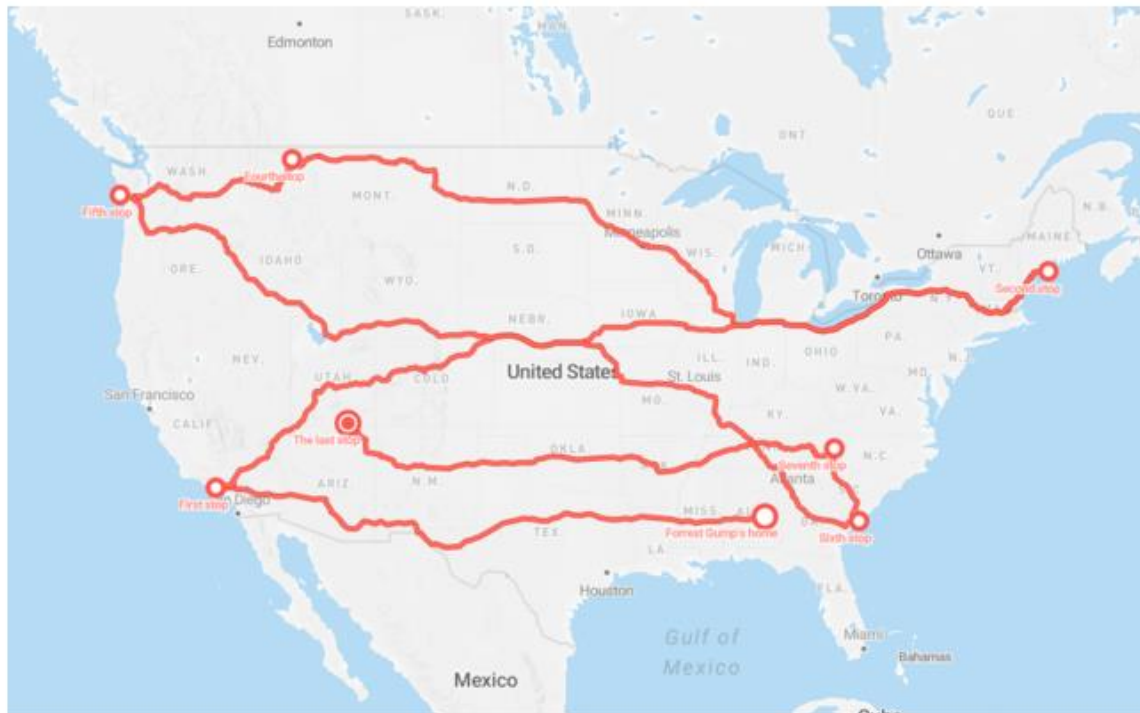 SASK.
MAN.
Edmonton
QUE.
ONT.
WASH.
Fourth stop
MONT.
N.D.
N.B.
Fifth stop
MINN.
Minneapolis
MAINE
WIS.
MICH.
Ottawa
ORE.
IDAHO
S.D.
VT.
Toronto
Second stop
WYO.
N.Y.
NEBR.
IOWA
PA.
NEV.
UTAH
COLO
United States
ILL.
IND.
OHIO
N.J.
MD.
St. Louis
San Francisco
MO.
KY.
W.VA.
VA.
CALIF.
The last stop
OKLA.
Seventh stop
N.C.
ARIZ.
N.M.
Atlanta
First stop
San Diego
MISS.
TEX.
Forrest Gump's home
Sixth stop
LA.
Houston
FLA.
Gulf of
Mexico
Miami
Bahamas
Mexico